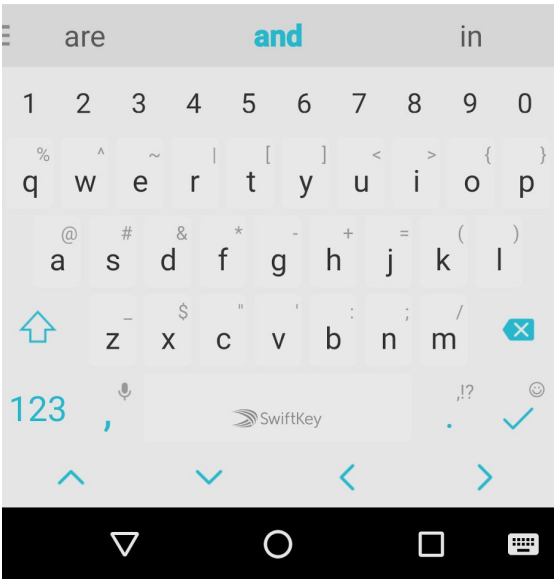 are and in
1 2 3 4 5 6 7 8 9 0
% ^ ~ | [ ] < > { }
q w e r t y u i o p
@ # & * - + = ( )
a s d f g h j k l
_ $ " ' : ; /
z x c v b n m
,!?
123 , SwiftKey .